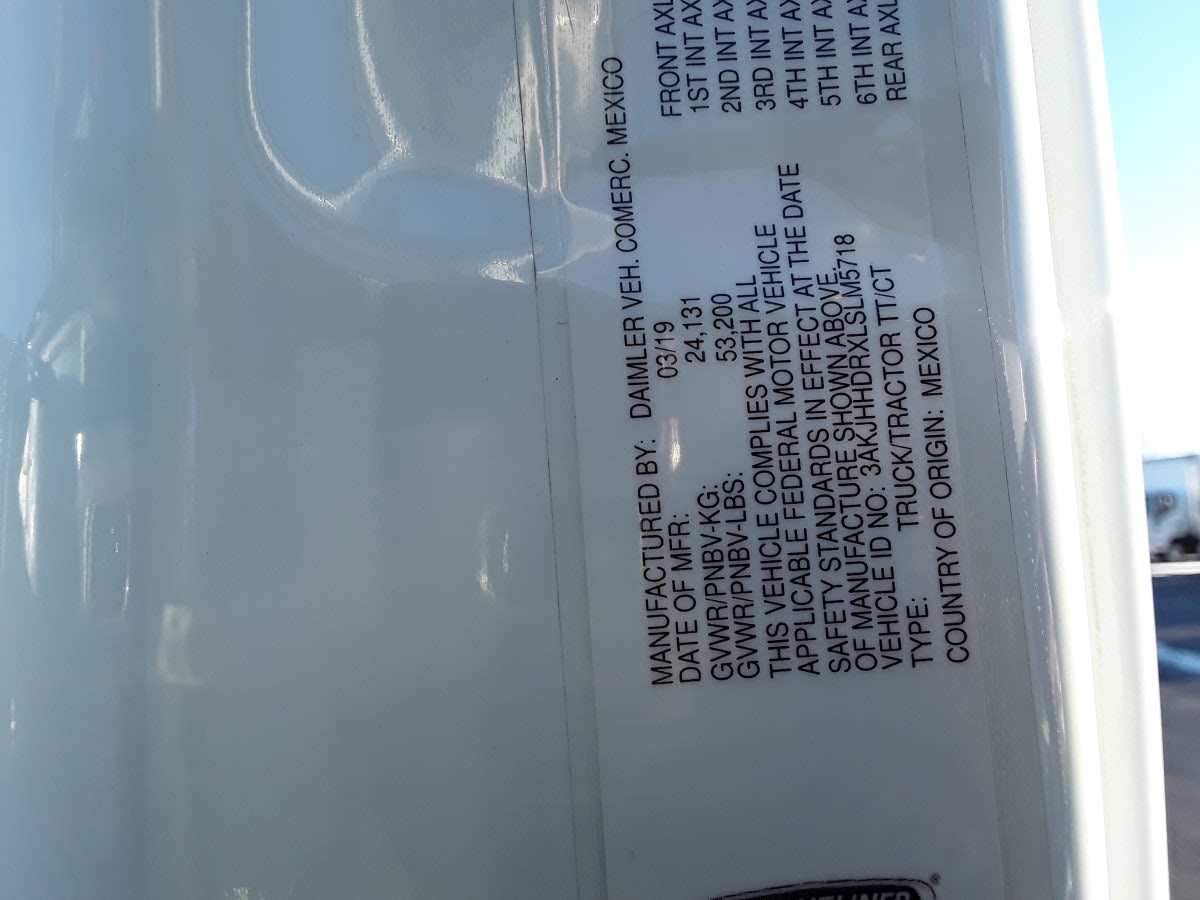 MANUFACTURED BY: DAIMLER VEH. COMERC. MEXICO
DATE OF MFR: 03/19
GVWR/PNBV-KG: 24,131
GVWR/PNBV-LBS: 53,200
THIS VEHICLE COMPLIES WITH ALL
APPLICABLE FEDERAL MOTOR VEHICLE
SAFETY STANDARDS IN EFFECT AT THE DATE
OF MANUFACTURE SHOWN ABOVE.
VEHICLE ID NO: 3AKJHHDRXLSLM5718
TYPE: TRUCK/TRACTOR TT/CT
COUNTRY OF ORIGIN: MEXICO
FRONT AXL
1ST INT AX
2ND INT AX
3RD INT AX
4TH INT AX
5TH INT AX
6TH INT AX
REAR AXL